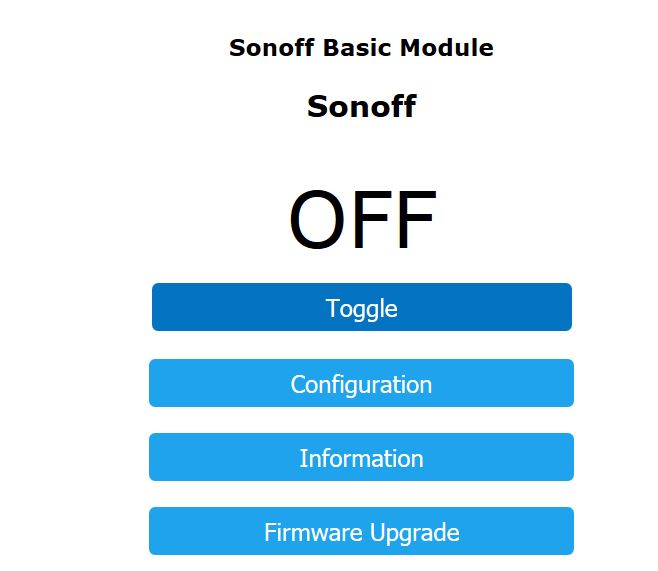 Sonoff Basic Module
Sonoff
OFF
Toggle
Configuration
Information
Firmware Upgrade